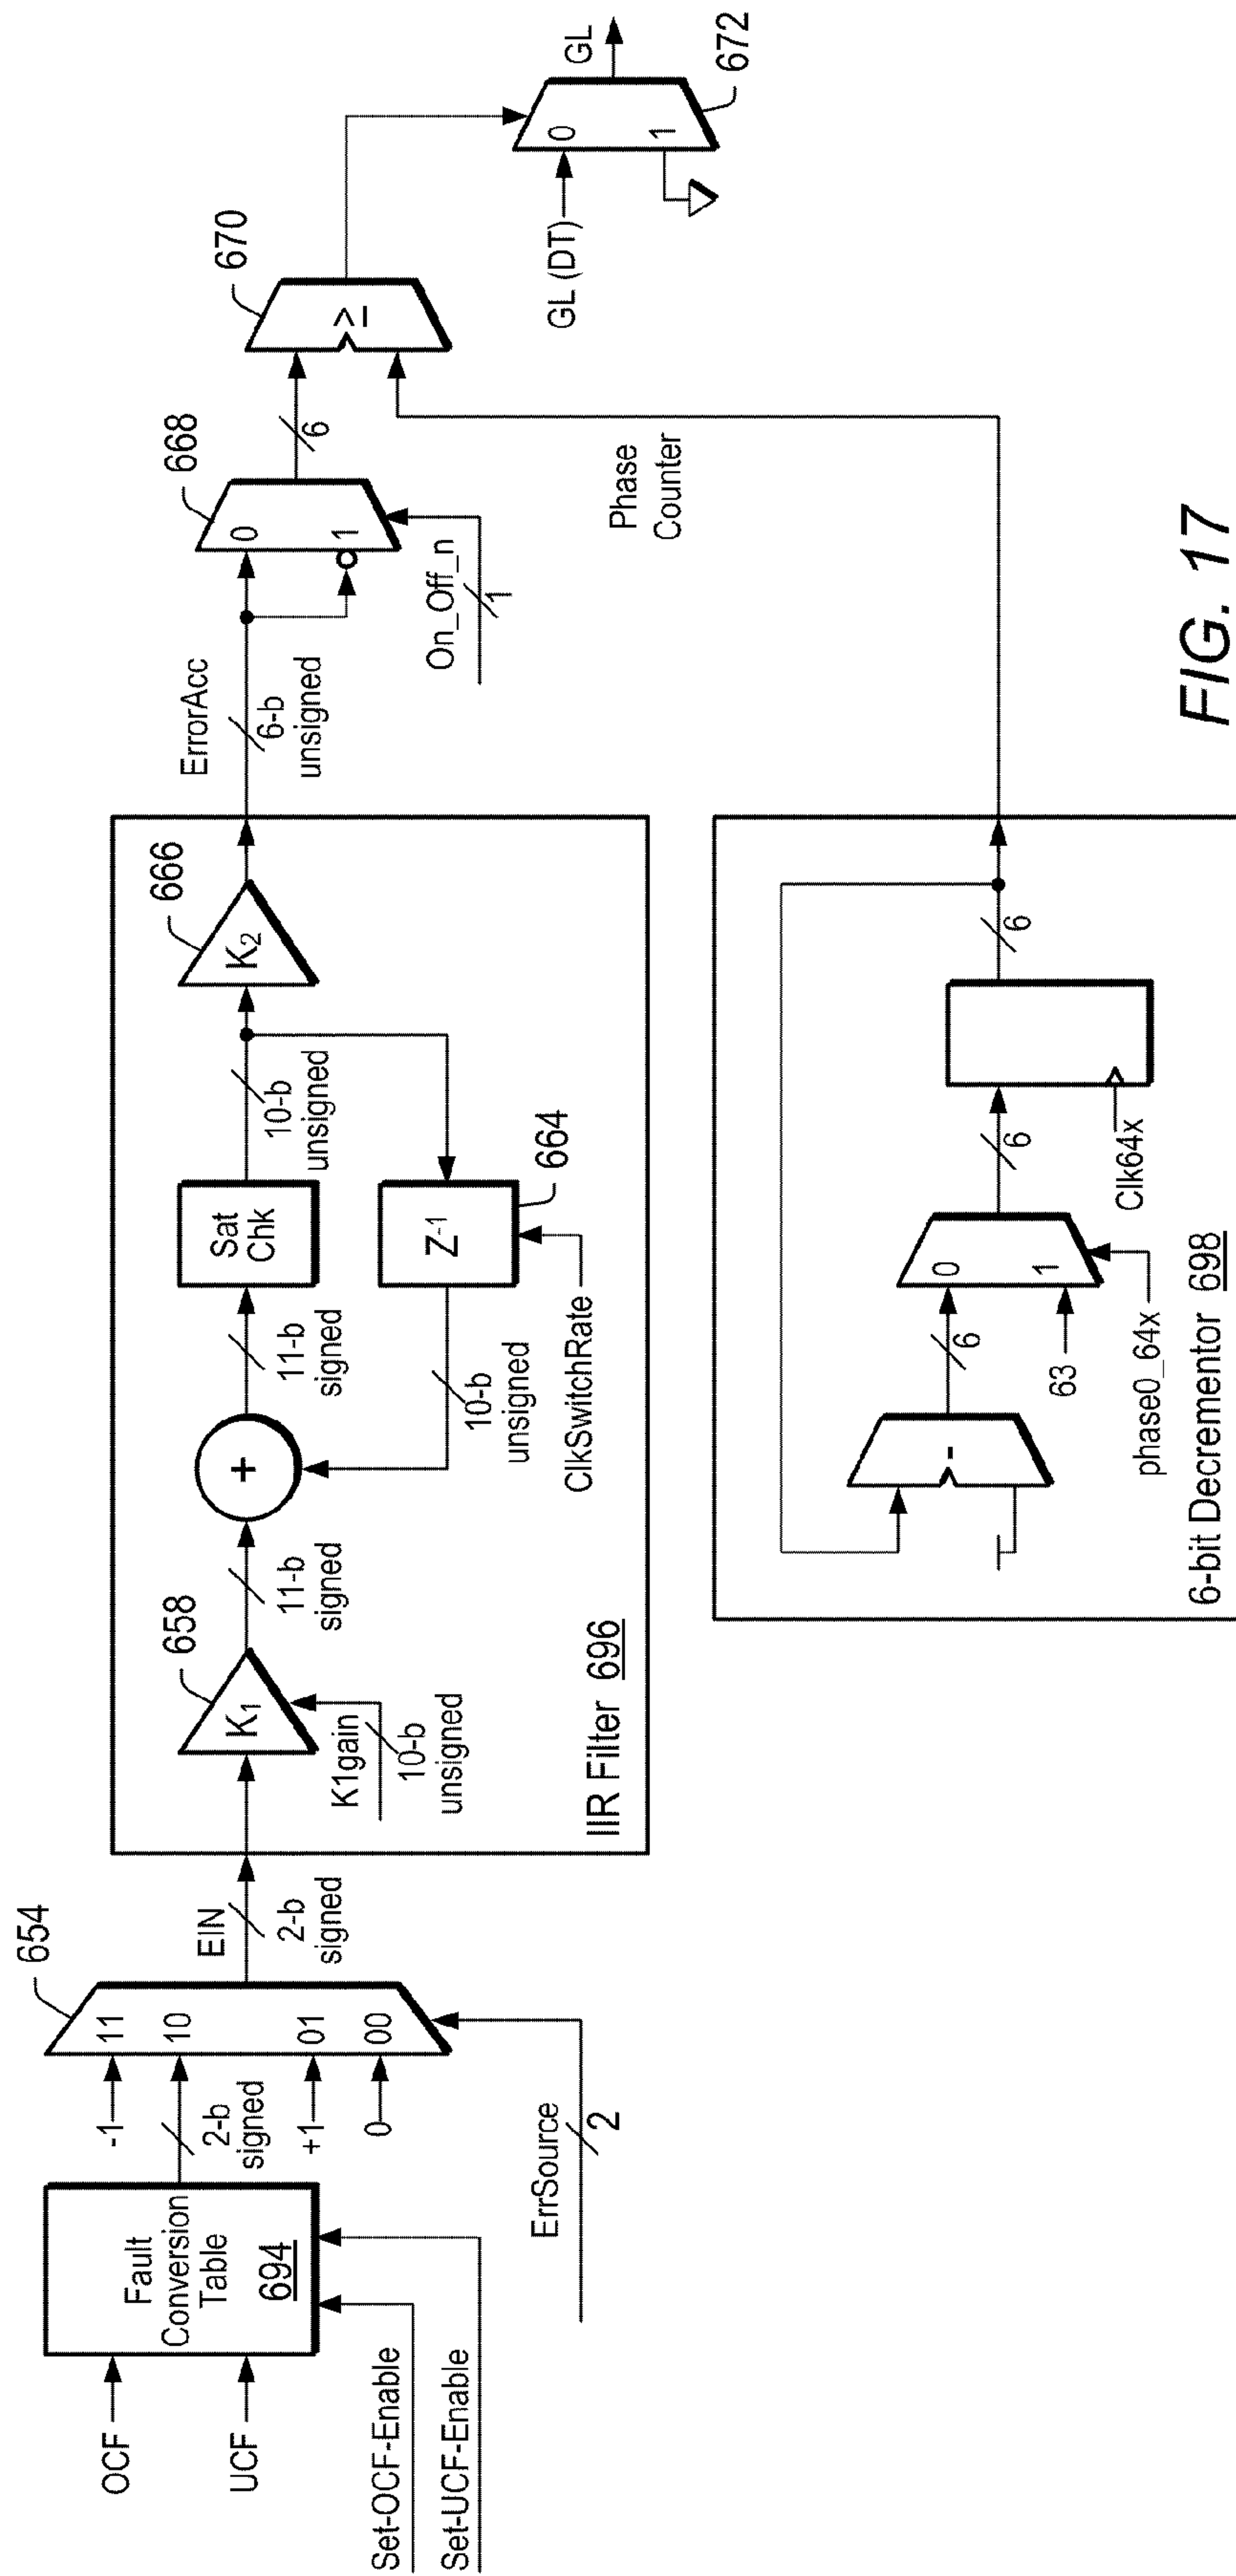 OCF
UCF
Set-OCF-Enable
Set-UCF-Enable
Fault
Conversion
Table
694
-1
2-b
signed
+1
0
11
10
01
00
654
ErrSource
2
EIN
2-b
signed
K1
658
K1gain
10-b
unsigned
11-b
signed
+
11-b
signed
Sat
Chk
10-b
unsigned
Z-1
664
ClkSwitchRate
10-b
unsigned
K2
666
IIR Filter 696
ErrorAcc
6-b
unsigned
0
1
668
On_Off_n
1
6
≥
670
Phase
Counter
GL (DT)
0
1
GL
672
-
6
0
1
63
phase0_64x
6
Clk64x
6
6-bit Decrementor 698
FIG. 17